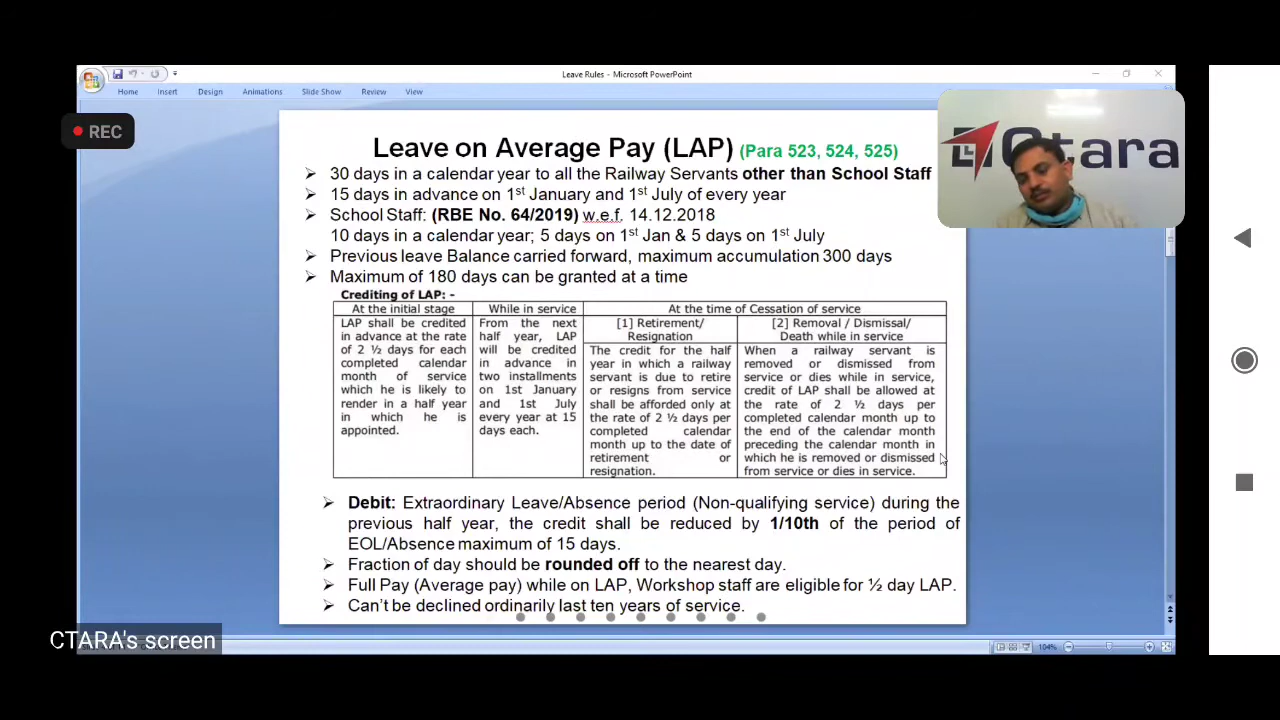 Leave Rules - Microsoft PowerPoint
Home Insert Design Animations Slide Show Review View
REC
Ctara
Leave on Average Pay (LAP) (Para 523, 524, 525)
30 days in a calendar year to all the Railway Servants other than School Staff
15 days in advance on 1st January and 1st July of every year
School Staff: (RBE No. 64/2019) w.e.f. 14.12.2018
10 days in a calendar year; 5 days on 1st Jan & 5 days on 1st July
Previous leave Balance carried forward, maximum accumulation 300 days
Maximum of 180 days can be granted at a time
Crediting of LAP: -
At the initial stage
LAP shall be credited
in advance at the rate
of 2 ½ days for each
completed calendar
month of service
which he is likely to
render in a half year
in which he is
appointed.
While in service
From the next
half year, LAP
will be credited
in advance in
two installments
on 1st January
and 1st July
every year at 15
days each.
At the time of Cessation of service
[1] Retirement/
Resignation
The credit for the half
year in which a railway
servant is due to retire
or resigns from service
shall be afforded only at
the rate of 2 ½ days per
completed calendar
month up to the date of
retirement or
resignation.
[2] Removal / Dismissal/
Death while in service
When a railway servant is
removed or dismissed from
service or dies while in service,
credit of LAP shall be allowed at
the rate of 2 ½ days per
completed calendar month up to
the end of the calendar month
preceding the calendar month in
which he is removed or dismissed
from service or dies in service.
Debit: Extraordinary Leave/Absence period (Non-qualifying service) during the
previous half year, the credit shall be reduced by 1/10th of the period of
EOL/Absence maximum of 15 days.
Fraction of day should be rounded off to the nearest day.
Full Pay (Average pay) while on LAP, Workshop staff are eligible for ½ day LAP.
Can't be declined ordinarily last ten years of service.
CTARA's screen
104%